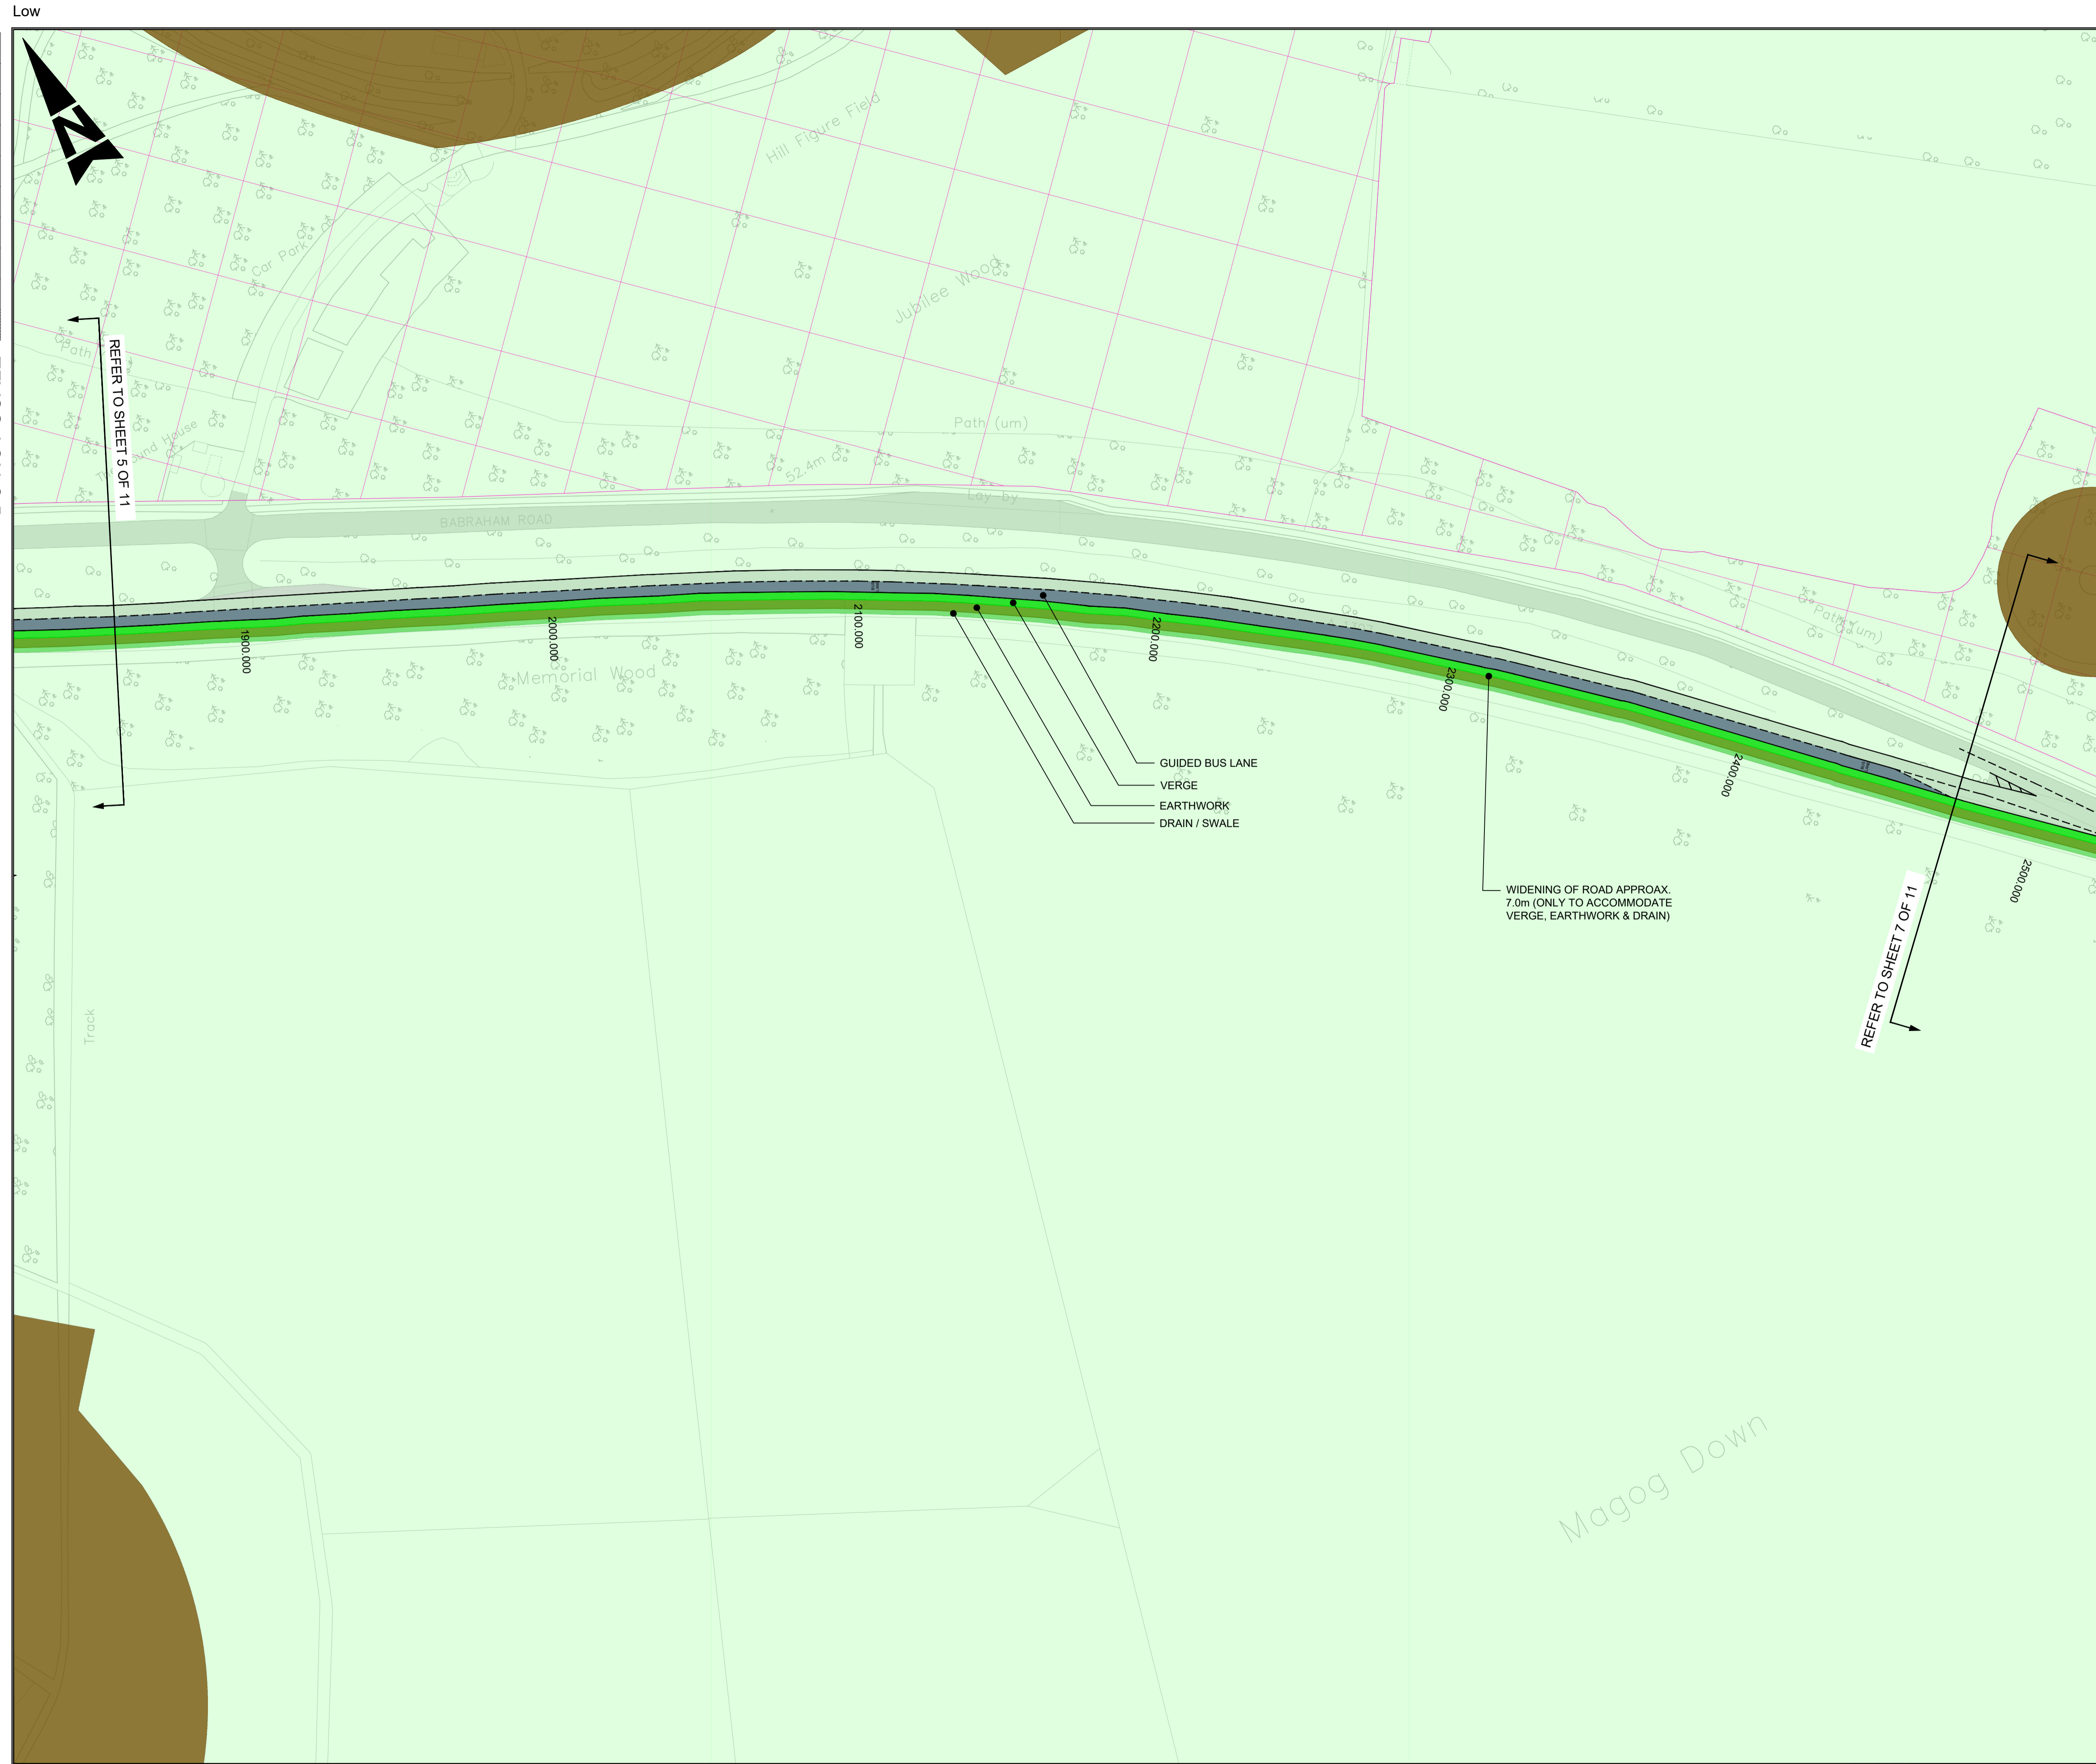 Low
N
Hill Figure Field
Car Park
Jubilee Wood
Path
REFER TO SHEET 5 OF 11
House
Path (um)
52.4m
Lay-by
BABRAHAM ROAD
Path (um)
1900.000
2000.000
2100.000
2200.000
2300.000
2400.000
2500.000
Memorial Wood
GUIDED BUS LANE
VERGE
EARTHWORK
DRAIN / SWALE
WIDENING OF ROAD APPROAX.
7.0m (ONLY TO ACCOMMODATE
VERGE, EARTHWORK & DRAIN)
REFER TO SHEET 7 OF 11
Track
Magog Down